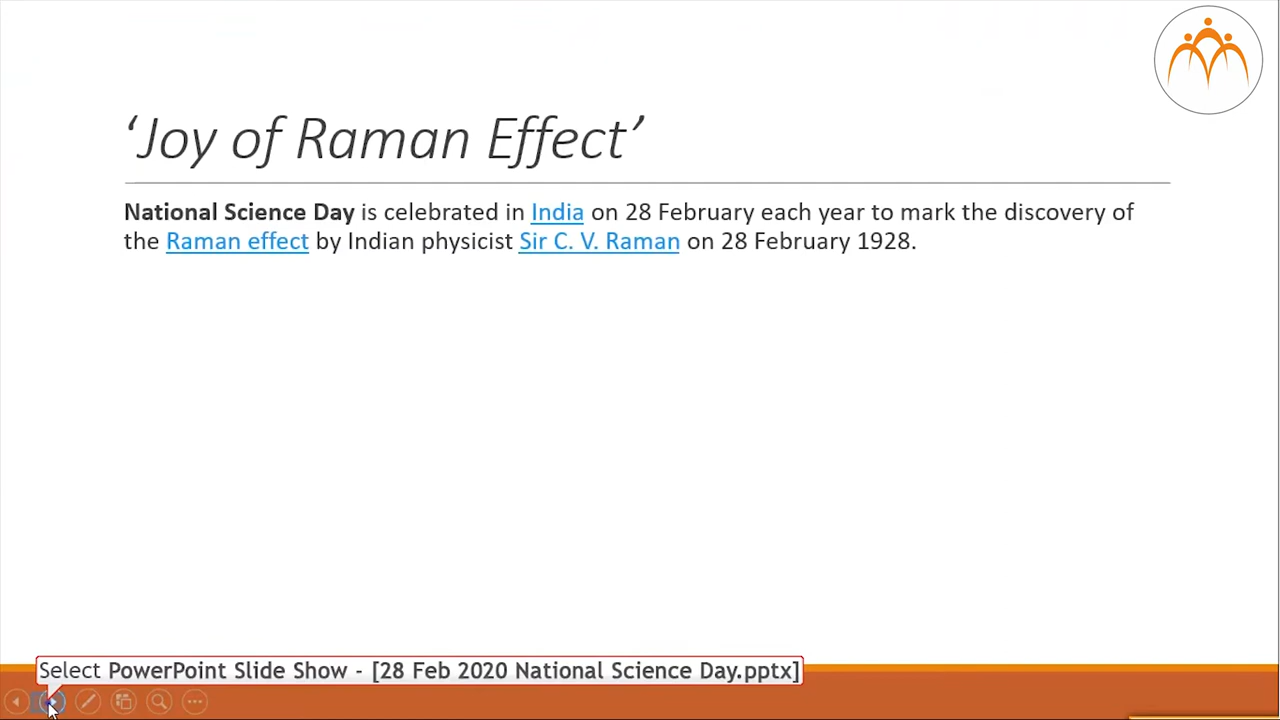 ‘Joy of Raman Effect’
National Science Day is celebrated in India on 28 February each year to mark the discovery of
the Raman effect by Indian physicist Sir C. V. Raman on 28 February 1928.
Select PowerPoint Slide Show - [28 Feb 2020 National Science Day.pptx]